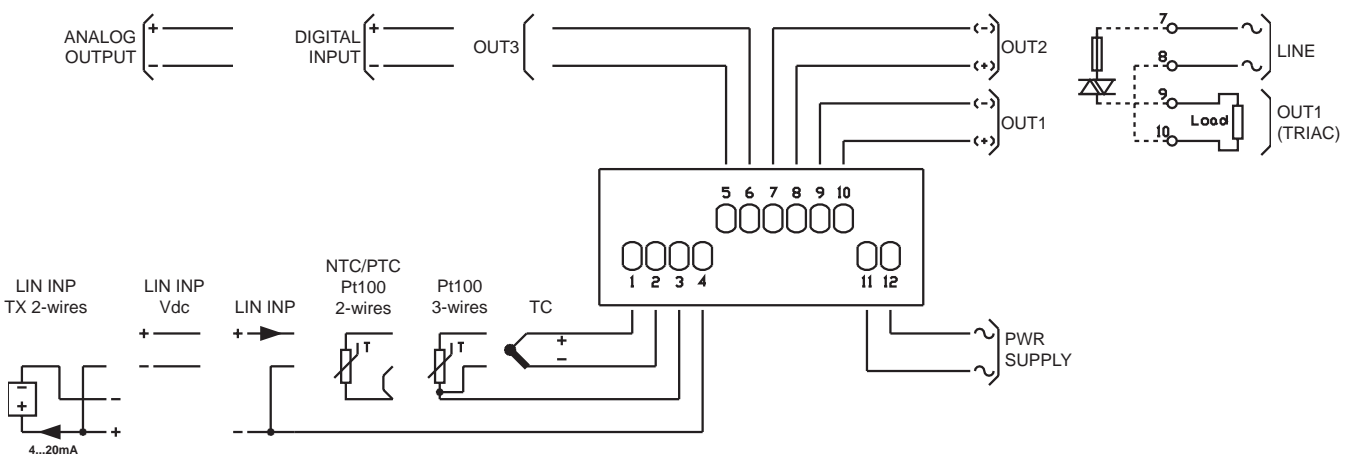 ANALOG
OUTPUT
+
-
DIGITAL
INPUT
+
-
OUT3
(-)
(+)
OUT2
(-)
(+)
OUT1
7
8
LINE
9
10
Load
OUT1
(TRIAC)
5 6 7 8 9 10
1 2 3 4
11 12
LIN INP
TX 2-wires
LIN INP
Vdc
LIN INP
NTC/PTC
Pt100
2-wires
Pt100
3-wires
TC
- +
- +
4...20mA
+
-
+
-
T
T
+
-
PWR
SUPPLY